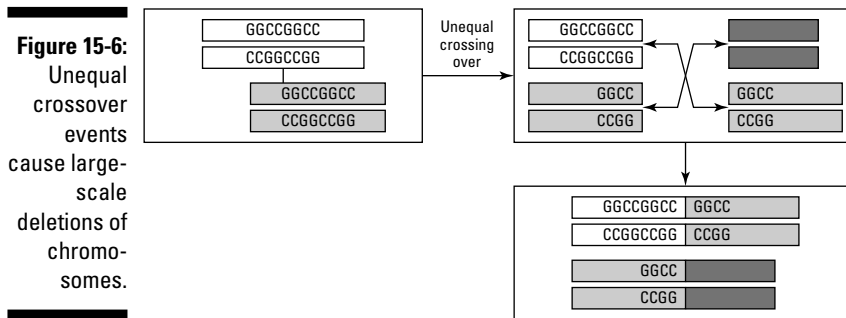 Figure 15-6:
Unequal
crossover
events
cause large-
scale
deletions of
chromo-
somes.
GGCCGGCC
CCGGCCGG
GGCCGGCC
CCGGCCGG
Unequal
crossing
over
GGCCGGCC
CCGGCCGG
GGCC
GGCC
CCGG
CCGG
GGCCGGCC GGCC
CCGGCCGG CCGG
GGCC
CCGG